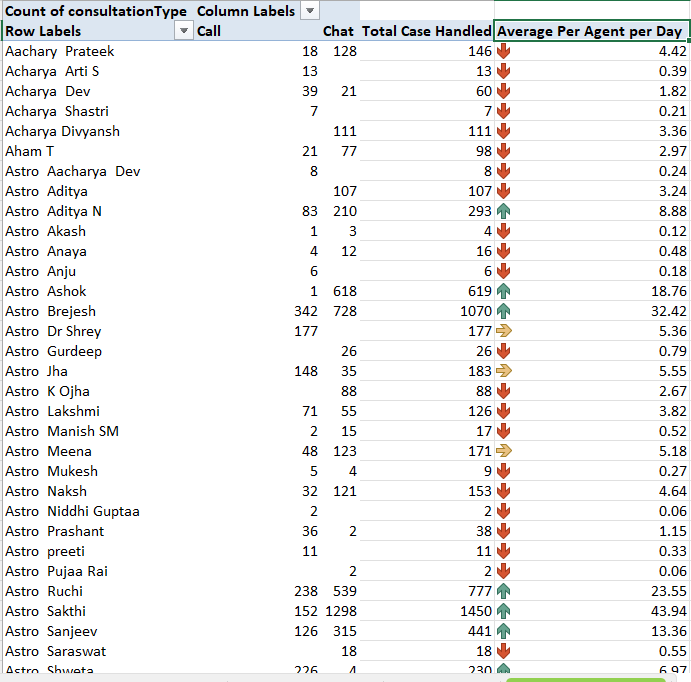 Count of consultationType Column Labels
Row Labels Call Chat Total Case Handled Average Per Agent per Day
Aachary Prateek 18 128 146 4.42
Acharya Arti S 13 13 0.39
Acharya Dev 39 21 60 1.82
Acharya Shastri 7 7 0.21
Acharya Divyansh 111 111 3.36
Aham T 21 77 98 2.97
Astro Aacharya Dev 8 8 0.24
Astro Aditya 107 107 3.24
Astro Aditya N 83 210 293 8.88
Astro Akash 1 3 4 0.12
Astro Anaya 4 12 16 0.48
Astro Anju 6 6 0.18
Astro Ashok 1 618 619 18.76
Astro Brejesh 342 728 1070 32.42
Astro Dr Shrey 177 177 5.36
Astro Gurdeep 26 26 0.79
Astro Jha 148 35 183 5.55
Astro K Ojha 88 88 2.67
Astro Lakshmi 71 55 126 3.82
Astro Manish SM 2 15 17 0.52
Astro Meena 48 123 171 5.18
Astro Mukesh 5 4 9 0.27
Astro Naksh 32 121 153 4.64
Astro Niddhi Guptaa 2 2 0.06
Astro Prashant 36 2 38 1.15
Astro preeti 11 11 0.33
Astro Pujaa Rai 2 2 0.06
Astro Ruchi 238 539 777 23.55
Astro Sakthi 152 1298 1450 43.94
Astro Sanjeev 126 315 441 13.36
Astro Saraswat 18 18 0.55
Astro Shweta 226 4 230 6.97